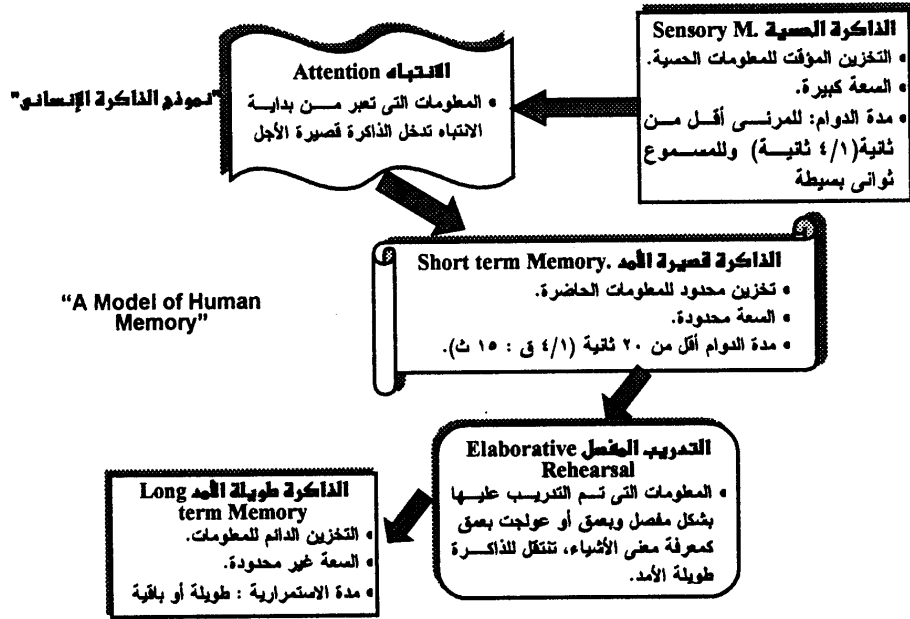 "نموذج الذاكرة الإنسانى"
"A Model of Human
Memory"
الذاكرة الحسية .Sensory M
• التخزين المؤقت للمعلومات الحسية.
• السعة كبيرة.
• مدة الدوام: للمرئى أقل من
ثانية(٤/١ ثانية) وللمسموع
ثوانى بسيطة
الانتباه Attention
• المعلومات التى تعبر من بداية
الانتباه تدخل الذاكرة قصيرة الأجل
الذاكرة قصيرة الأمد .Short term Memory
• تخزين محدود للمعلومات الحاضرة.
• السعة محدودة.
• مدة الدوام أقل من ٢٠ ثانية (٤/١ ق : ١٥ ث).
التدريب المفصل Elaborative
Rehearsal
• المعلومات التى تم التدريب عليها
بشكل مفصل وبعمق أو عولجت بعمق
كمعرفة معنى الأشياء، تنتقل للذاكرة
طويلة الأمد.
الذاكرة طويلة الأمد Long
term Memory
• التخزين الدائم للمعلومات.
• السعة غير محدودة.
• مدة الاستمرارية : طويلة أو باقية